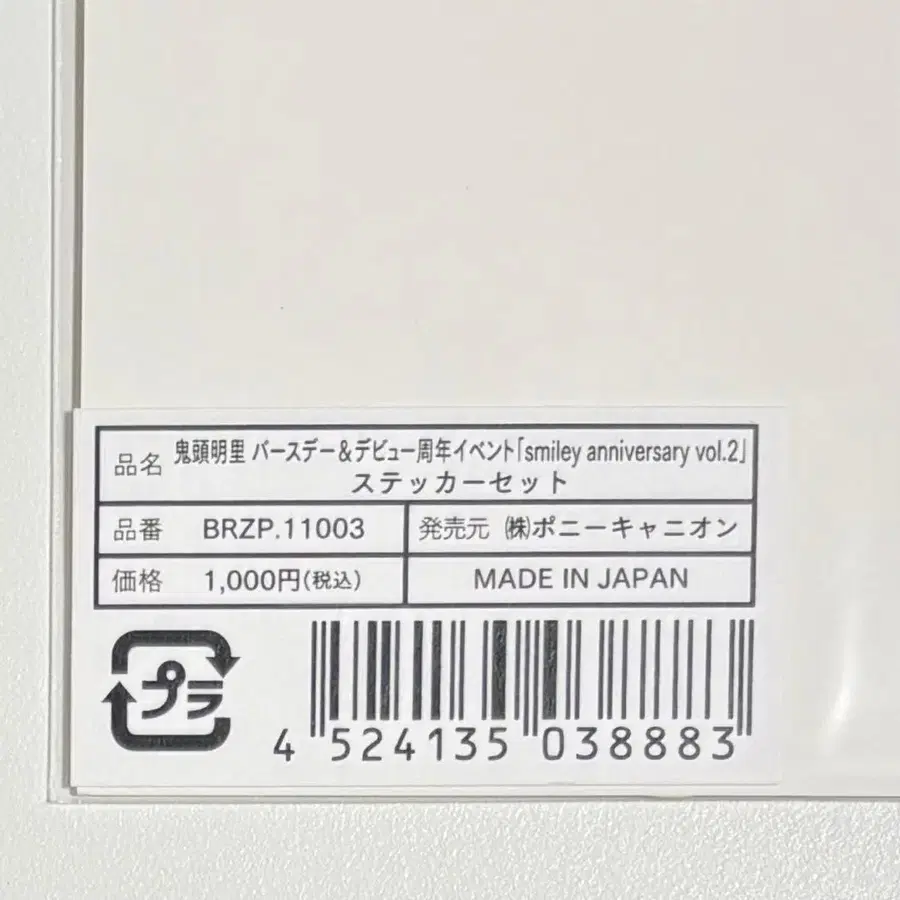 品名 鬼頭明里 バースデー＆デビュー周年イベント「smiley anniversary vol.2」
ステッカーセット
品番 BRZP.11003 発売元 ㈱ポニーキャニオン
価格 1,000円(税込) MADE IN JAPAN
プラ
4 524135 038883